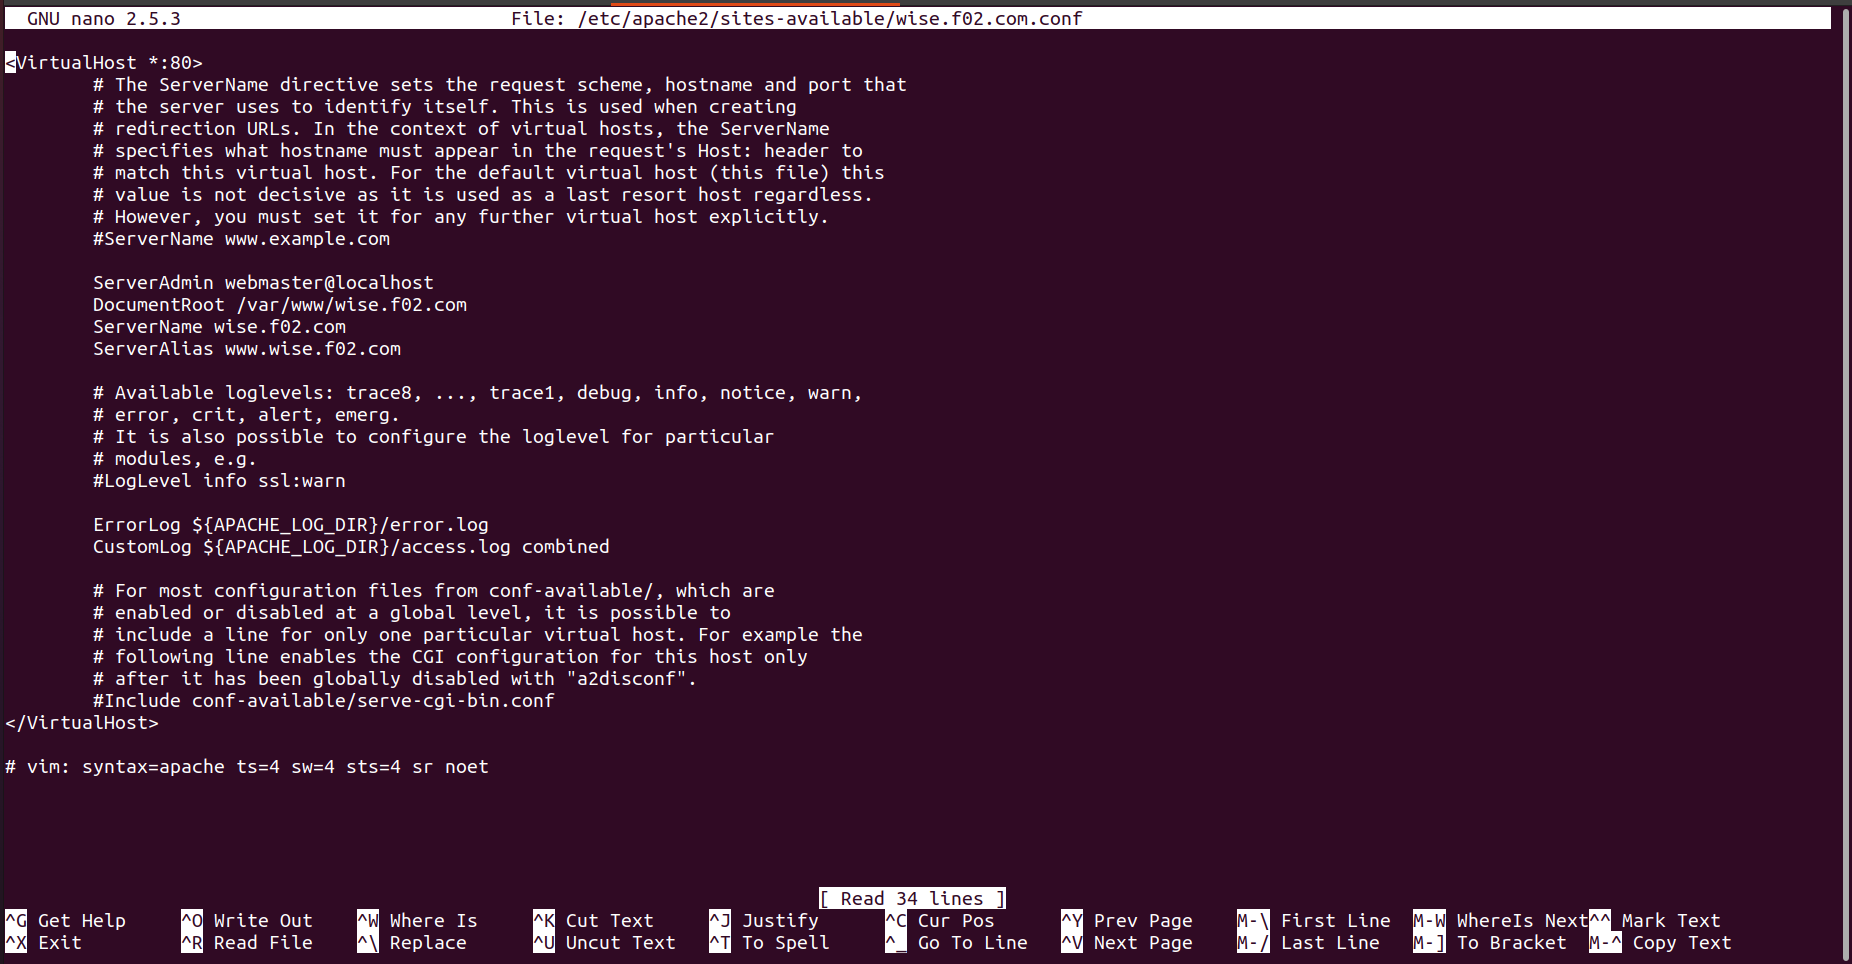 GNU nano 2.5.3 File: /etc/apache2/sites-available/wise.f02.com.conf
<VirtualHost *:80>
# The ServerName directive sets the request scheme, hostname and port that
# the server uses to identify itself. This is used when creating
# redirection URLs. In the context of virtual hosts, the ServerName
# specifies what hostname must appear in the request's Host: header to
# match this virtual host. For the default virtual host (this file) this
# value is not decisive as it is used as a last resort host regardless.
# However, you must set it for any further virtual host explicitly.
#ServerName www.example.com
ServerAdmin webmaster@localhost
DocumentRoot /var/www/wise.f02.com
ServerName wise.f02.com
ServerAlias www.wise.f02.com
# Available loglevels: trace8, ..., trace1, debug, info, notice, warn,
# error, crit, alert, emerg.
# It is also possible to configure the loglevel for particular
# modules, e.g.
#LogLevel info ssl:warn
ErrorLog ${APACHE_LOG_DIR}/error.log
CustomLog ${APACHE_LOG_DIR}/access.log combined
# For most configuration files from conf-available/, which are
# enabled or disabled at a global level, it is possible to
# include a line for only one particular virtual host. For example the
# following line enables the CGI configuration for this host only
# after it has been globally disabled with "a2disconf".
#Include conf-available/serve-cgi-bin.conf
</VirtualHost>
# vim: syntax=apache ts=4 sw=4 sts=4 sr noet
[ Read 34 lines ]
^G Get Help ^O Write Out ^W Where Is ^K Cut Text ^J Justify ^C Cur Pos ^Y Prev Page M-\ First Line M-W WhereIs Next ^^ Mark Text
^X Exit ^R Read File ^\ Replace ^U Uncut Text ^T To Spell ^_ Go To Line ^V Next Page M-/ Last Line M-] To Bracket M-^ Copy Text